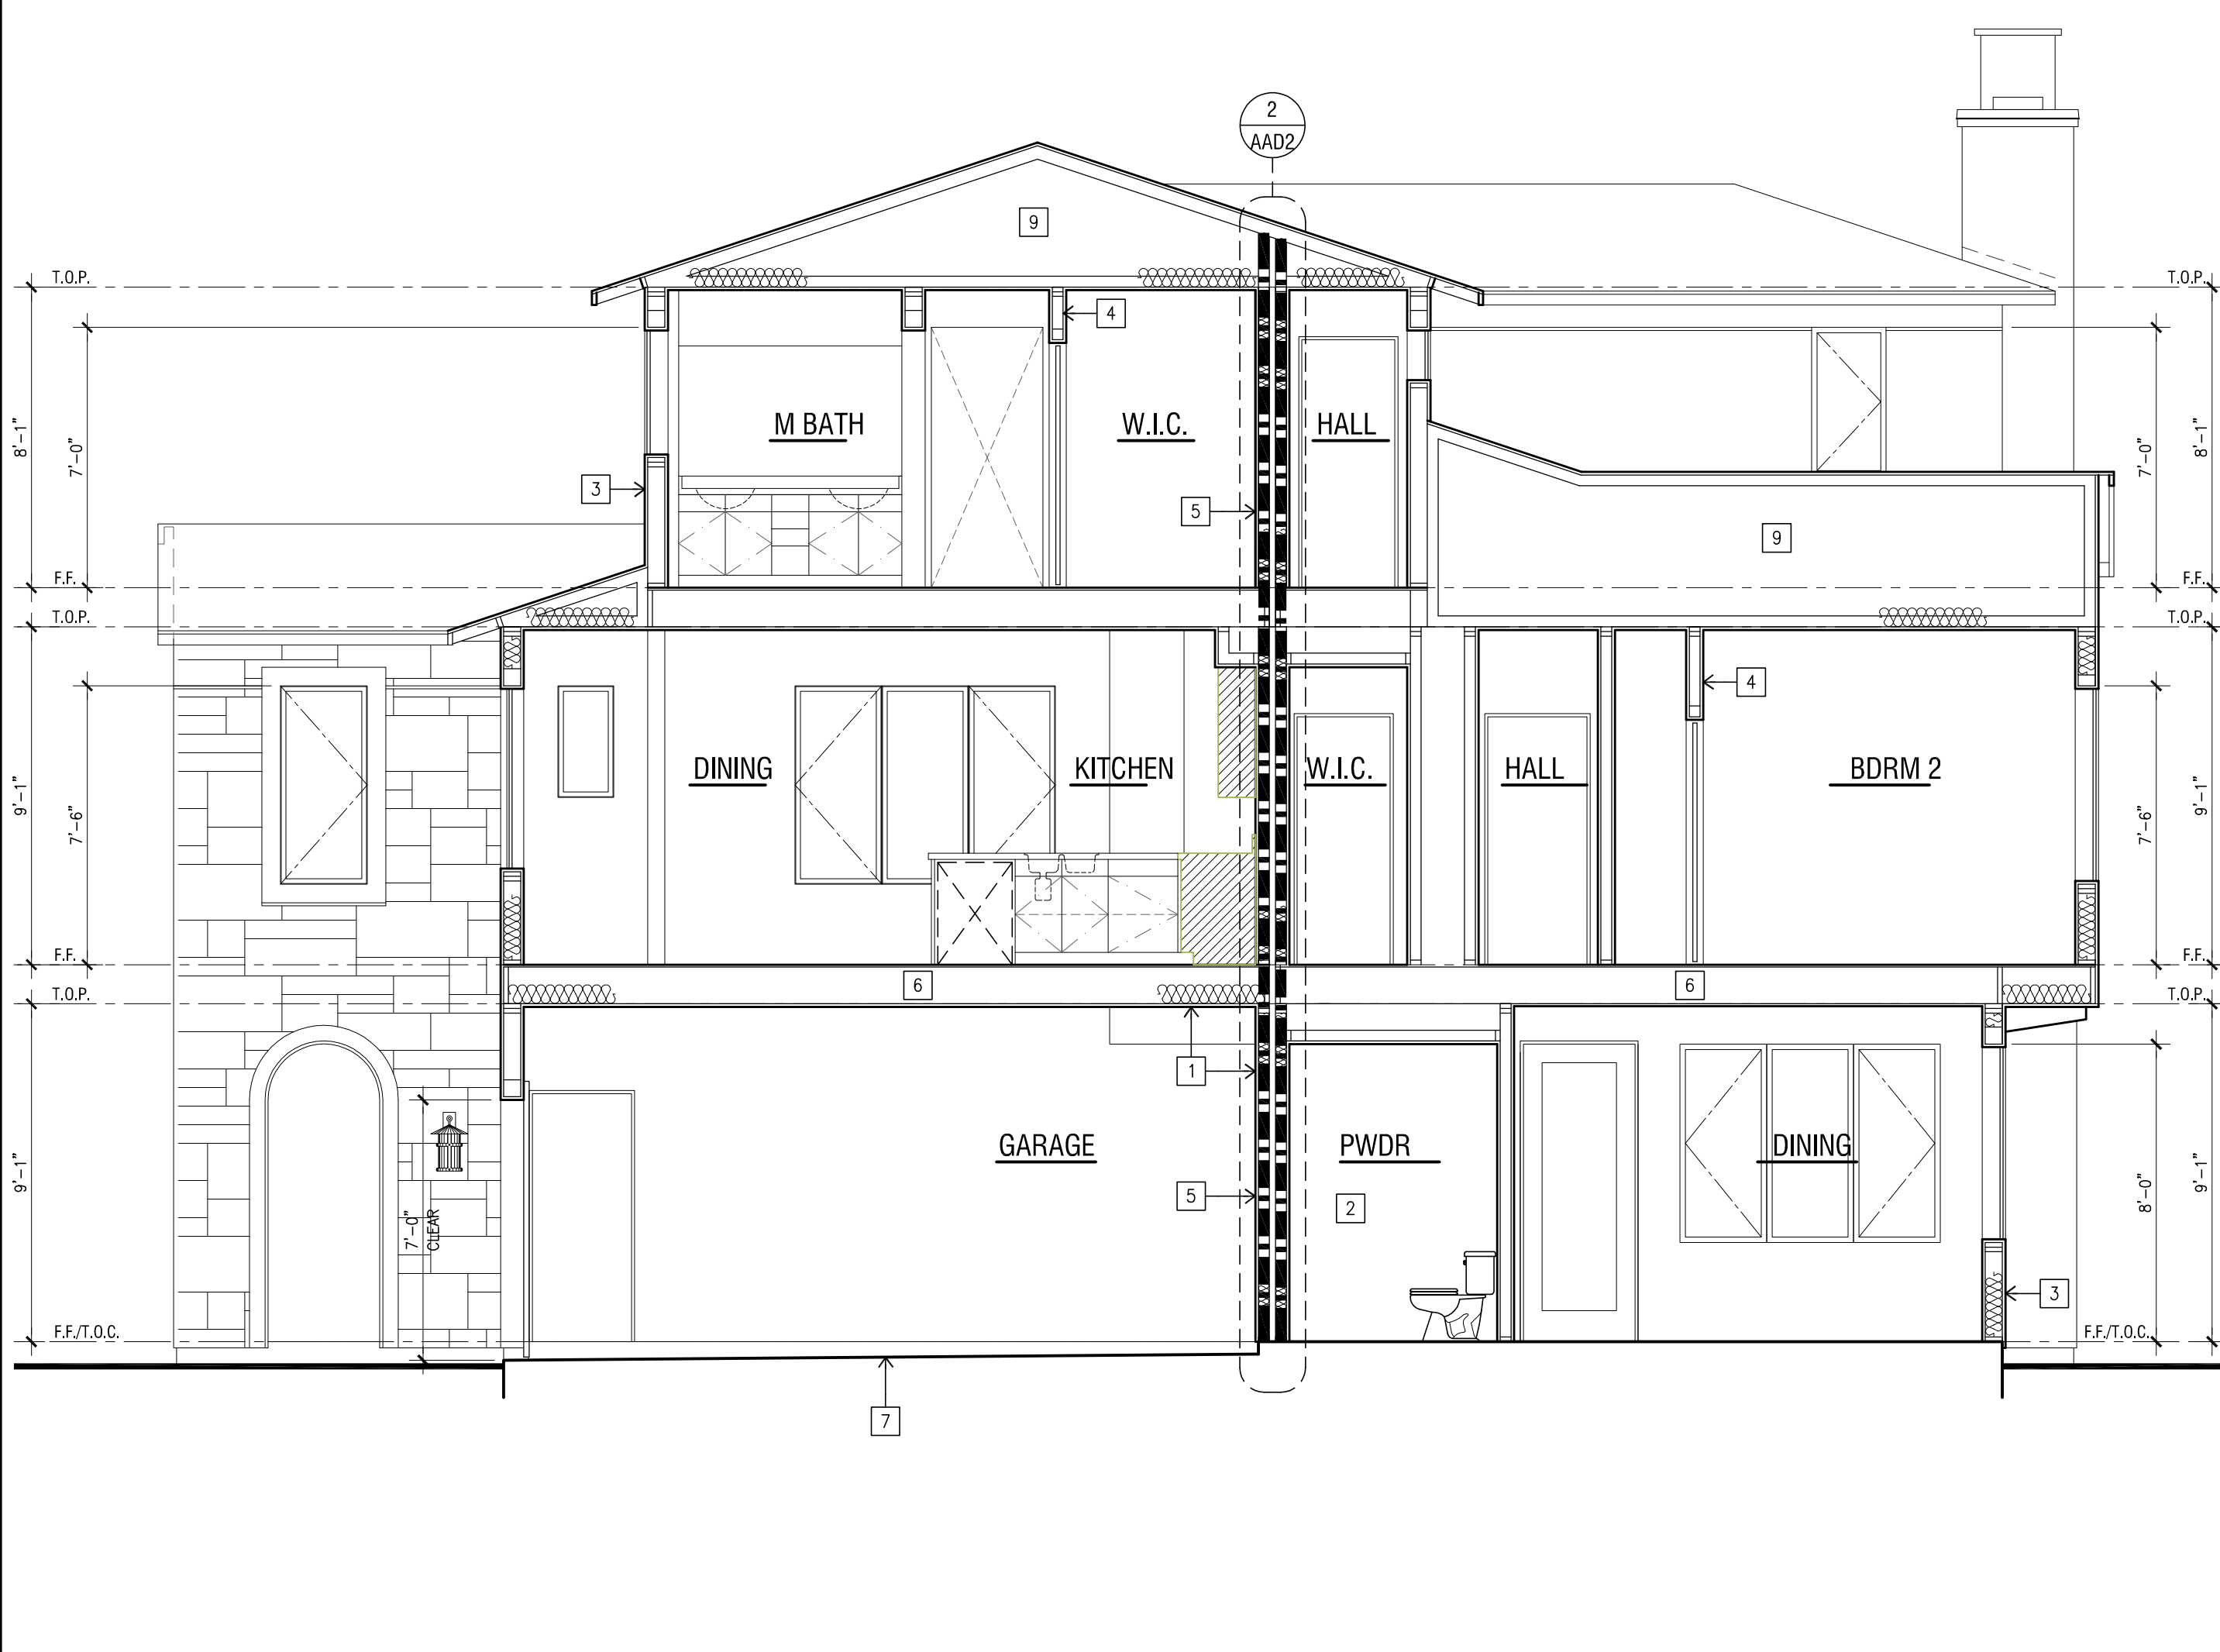 2
AAD2
9
T.O.P.
T.O.P.
4
8'-1"
7'-0"
M BATH
W.I.C.
HALL
7'-0"
8'-1"
3
5
9
F.F.
F.F.
T.O.P.
T.O.P.
4
9'-1"
7'-6"
DINING
KITCHEN
W.I.C.
HALL
BDRM 2
7'-6"
9'-1"
F.F.
F.F.
6
6
T.O.P.
T.O.P.
1
9'-1"
7'-0"
CLEAR
GARAGE
PWDR
DINING
8'-0"
9'-1"
5
2
3
F.F./T.O.C.
F.F./T.O.C.
7